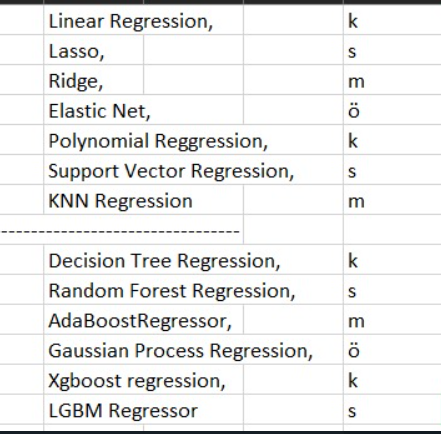 Linear Regression, k
Lasso, s
Ridge, m
Elastic Net, ö
Polynomial Reggression, k
Support Vector Regression, s
KNN Regression m
--------------------------------
Decision Tree Regression, k
Random Forest Regression, s
AdaBoostRegressor, m
Gaussian Process Regression, ö
Xgboost regression, k
LGBM Regressor s